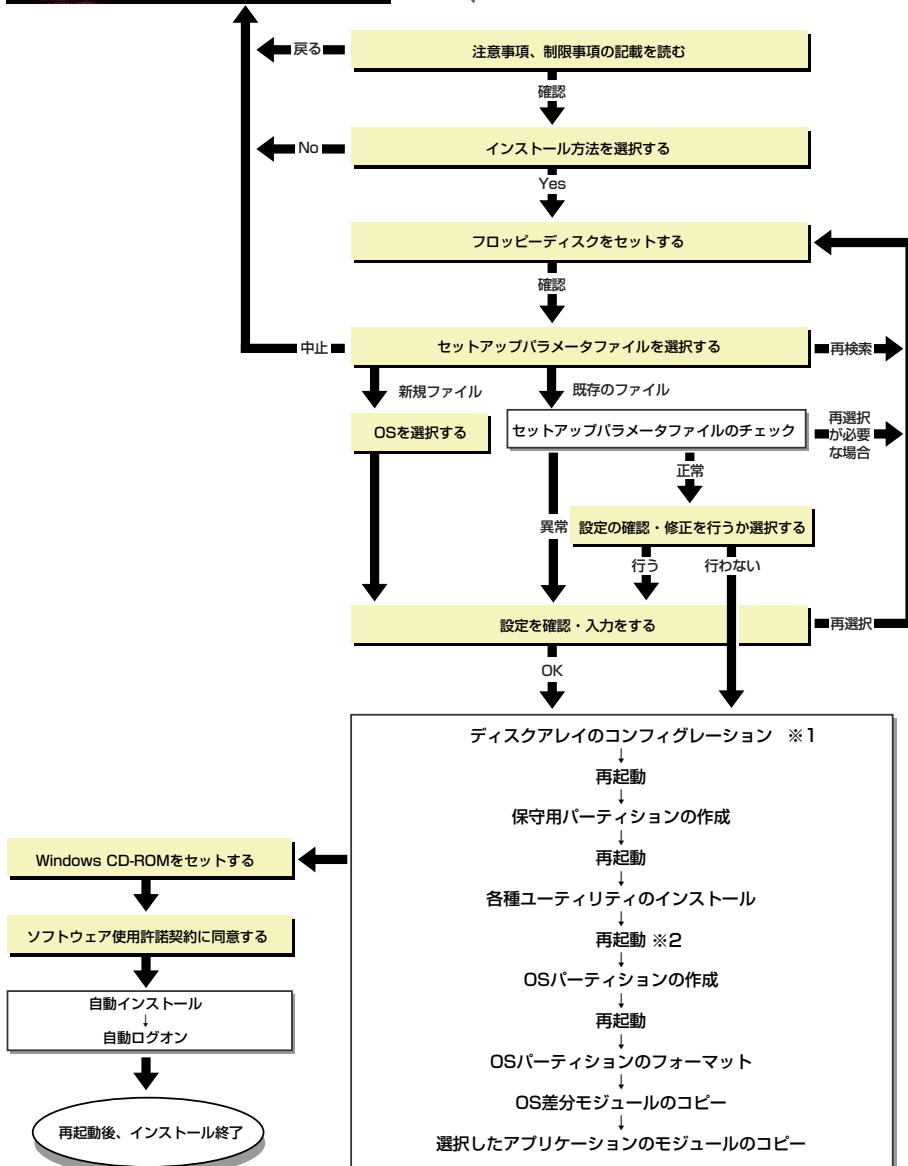 戻る
注意事項、制限事項の記載を読む
確認
No
インストール方法を選択する
Yes
フロッピーディスクをセットする
確認
中止
セットアップパラメータファイルを選択する
再検索
新規ファイル
既存のファイル
OSを選択する
セットアップパラメータファイルのチェック
再選択
が必要
な場合
正常
異常
設定の確認・修正を行うか選択する
行う
行わない
設定を確認・入力をする
再選択
OK
ディスクアレイのコンフィグレーション ※1
↓
再起動
↓
保守用パーティションの作成
↓
再起動
↓
各種ユーティリティのインストール
↓
再起動 ※2
↓
OSパーティションの作成
↓
再起動
↓
OSパーティションのフォーマット
↓
OS差分モジュールのコピー
↓
選択したアプリケーションのモジュールのコピー
Windows CD-ROMをセットする
ソフトウェア使用許諾契約に同意する
自動インストール
↓
自動ログオン
再起動後、インストール終了